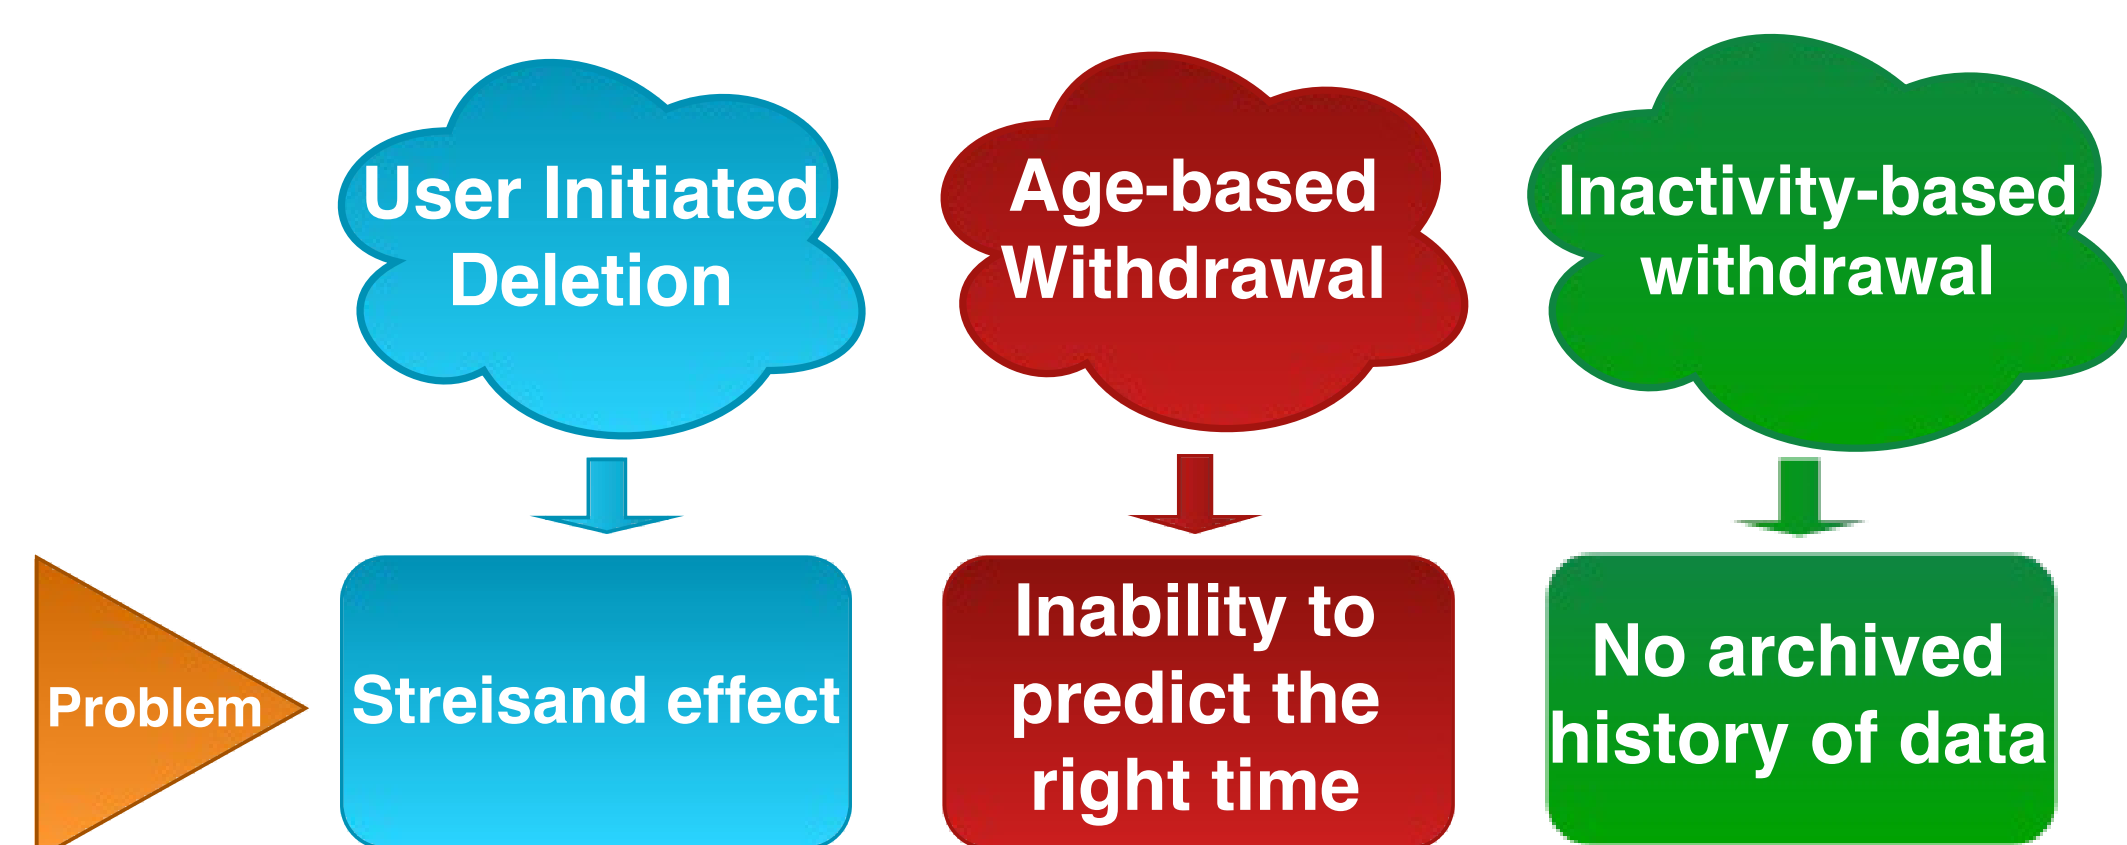 User Initiated
Deletion
Age-based
Withdrawal
Inactivity-based
withdrawal
Problem
Streisand effect
Inability to
predict the
right time
No archived
history of data